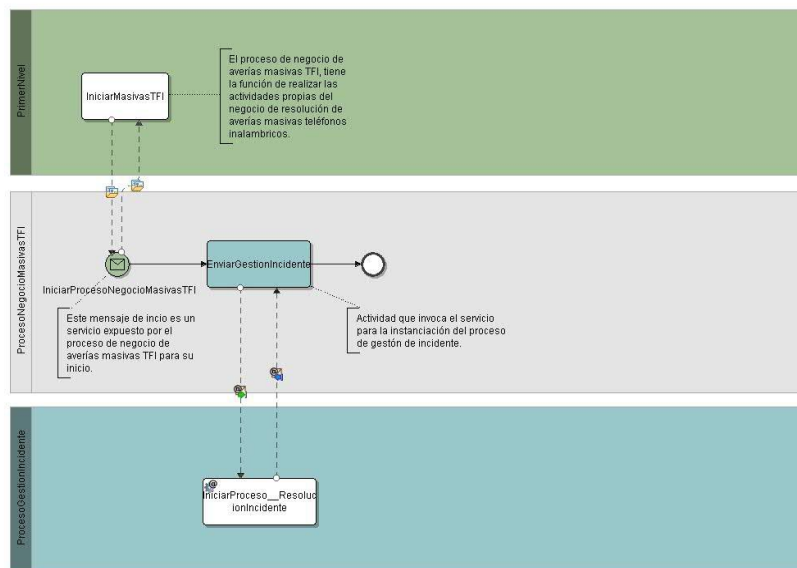 PrimerNivel
IniciarMasivasTFI
El proceso de negocio de
averías masivas TFI, tiene
la función de realizar las
actividades propias del
negocio de resolución de
averías masivas teléfonos
inalambricos.
ProcesoNegocioMasivasTFI
EnviarGestionIncidente
IniciarProcesoNegocioMasivasTFI
Este mensaje de incio es un
servicio expuesto por el
proceso de negocio de
averías masivas TFI para su
inicio.
Actividad que invoca el servicio
para la instanciación del proceso
de gestón de incidente.
ProcesoGestionIncidente
IniciarProceso__Resoluc
ionIncidente